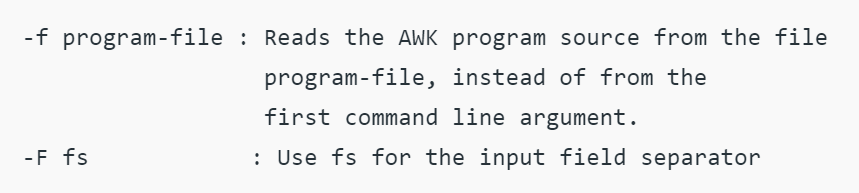 -f program-file : Reads the AWK program source from the file
                  program-file, instead of from the
                  first command line argument.
-F fs            : Use fs for the input field separator